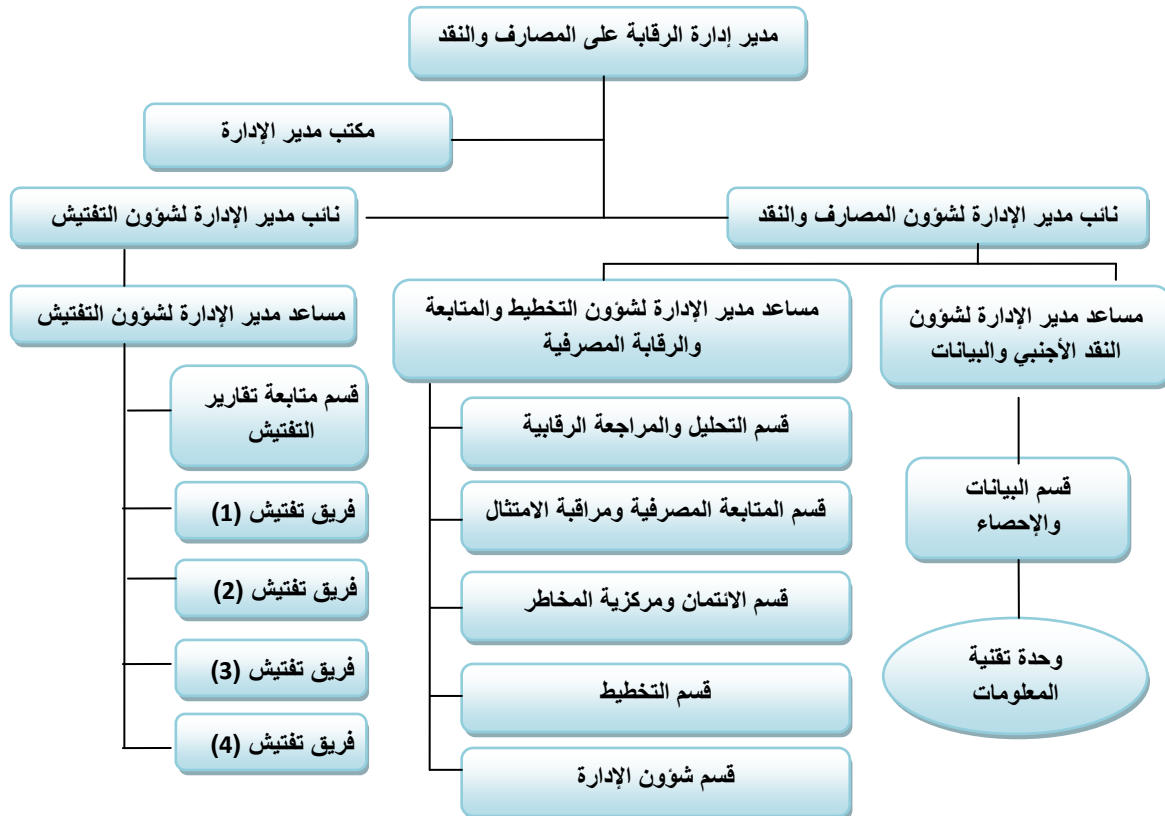 مدير إدارة الرقابة على المصارف والنقد
مكتب مدير الإدارة
نائب مدير الإدارة لشؤون المصارف والنقد
نائب مدير الإدارة لشؤون التفتيش
مساعد مدير الإدارة لشؤون
النقد الأجنبي والبيانات
مساعد مدير الإدارة لشؤون التخطيط والمتابعة
والرقابة المصرفية
مساعد مدير الإدارة لشؤون التفتيش
قسم البيانات
والإحصاء
وحدة تقنية
المعلومات
قسم التحليل والمراجعة الرقابية
قسم المتابعة المصرفية ومراقبة الامتثال
قسم الائتمان ومركزية المخاطر
قسم التخطيط
قسم شؤون الإدارة
قسم متابعة تقارير
التفتيش
فريق تفتيش (1)
فريق تفتيش (2)
فريق تفتيش (3)
فريق تفتيش (4)